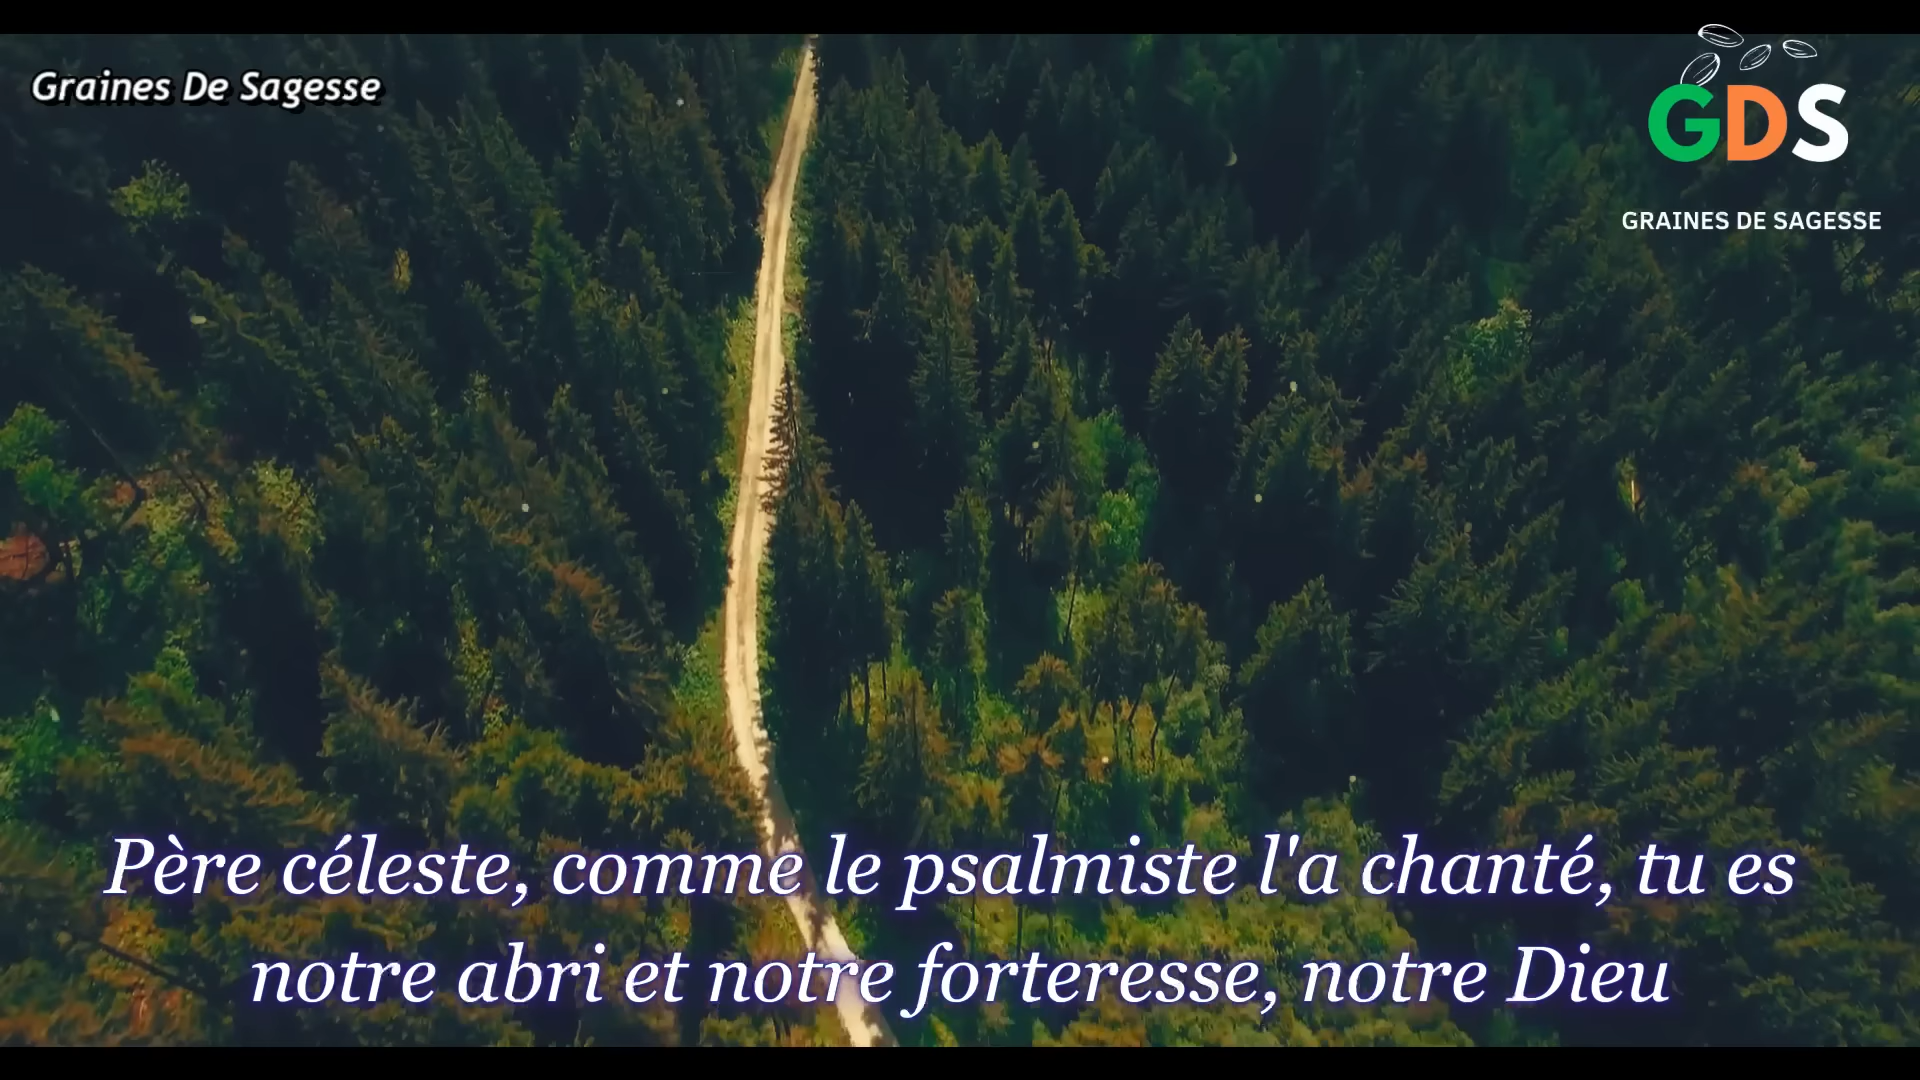 Graines De Sagesse
GDS
GRAINES DE SAGESSE
Père céleste, comme le psalmiste l'a chanté, tu es
notre abri et notre forteresse, notre Dieu